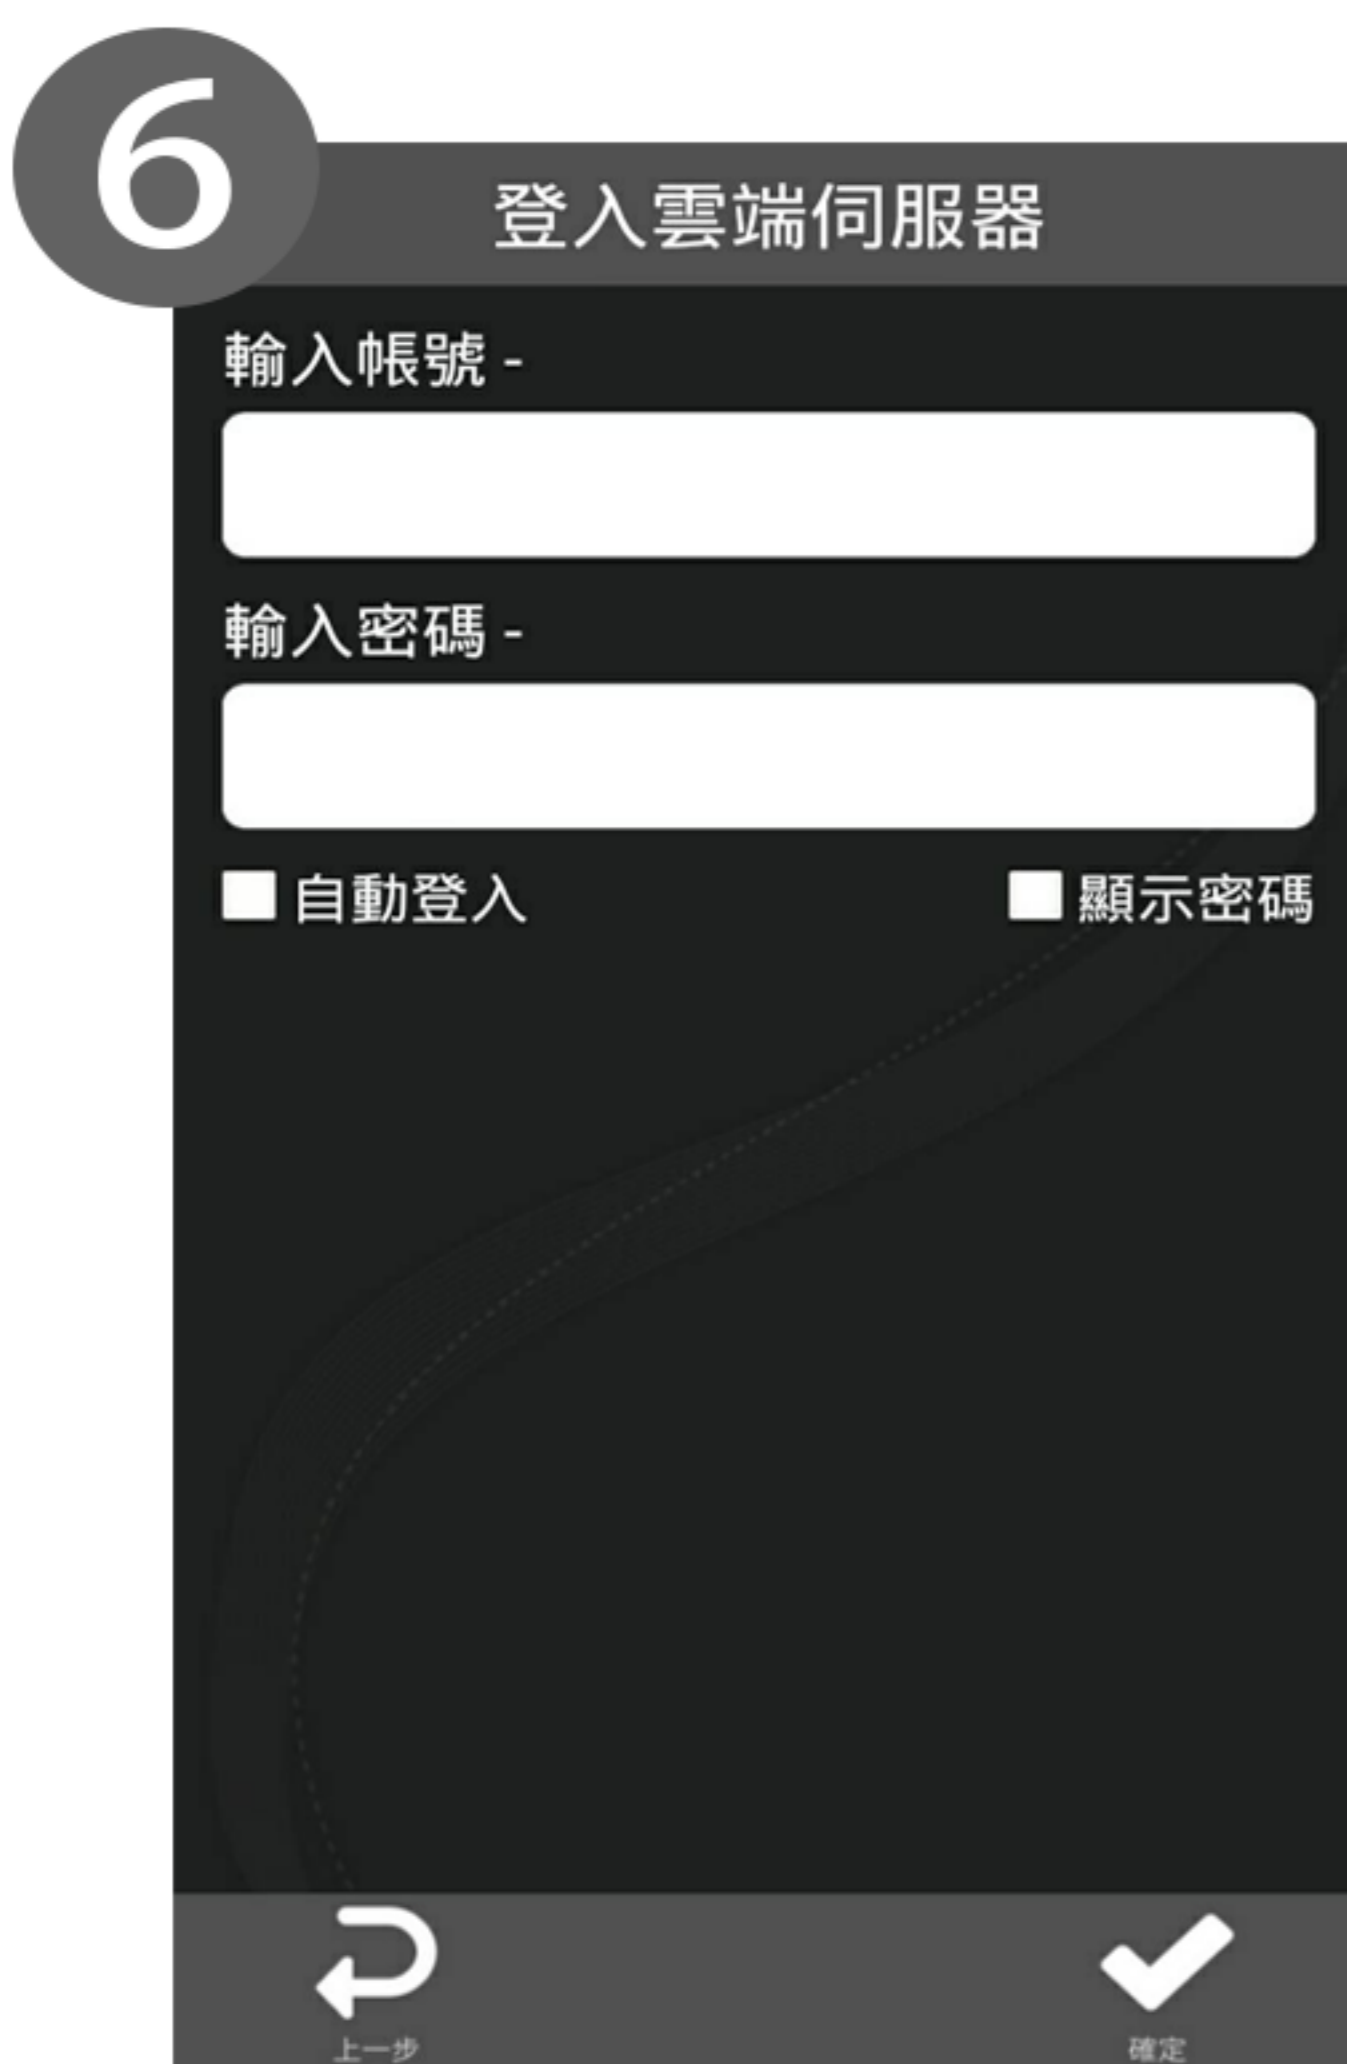 6
登入雲端伺服器
輸入帳號 -
輸入密碼 -
自動登入 顯示密碼
上一步 確定